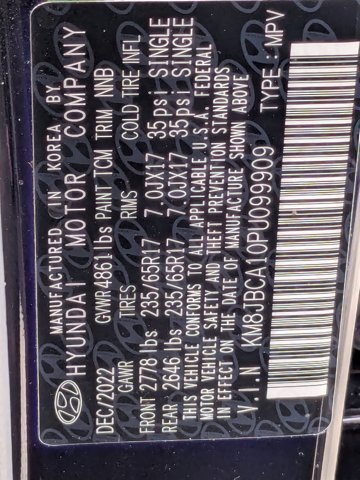 MANUFACTURED IN KOREA BY
HYUNDAI MOTOR COMPANY
DEC/2022 GVWR 4861 lbs PAINT TCM TRIM NNB
GAWR TIRES RIMS COLD TIRE INFL
FRONT 2778 lbs 235/65R17 7.0JX17 35psi SINGLE
REAR 2646 lbs 235/65R17 7.0JX17 35psi SINGLE
THIS VEHICLE CONFORMS TO ALL APPLICABLE U.S.A. FEDERAL
MOTOR VEHICLE SAFETY AND THEFT PREVENTION STANDARDS
IN EFFECT ON THE DATE OF MANUFACTURE SHOWN ABOVE
V.I.N KM8JBCA10PU099909 TYPE : MPV